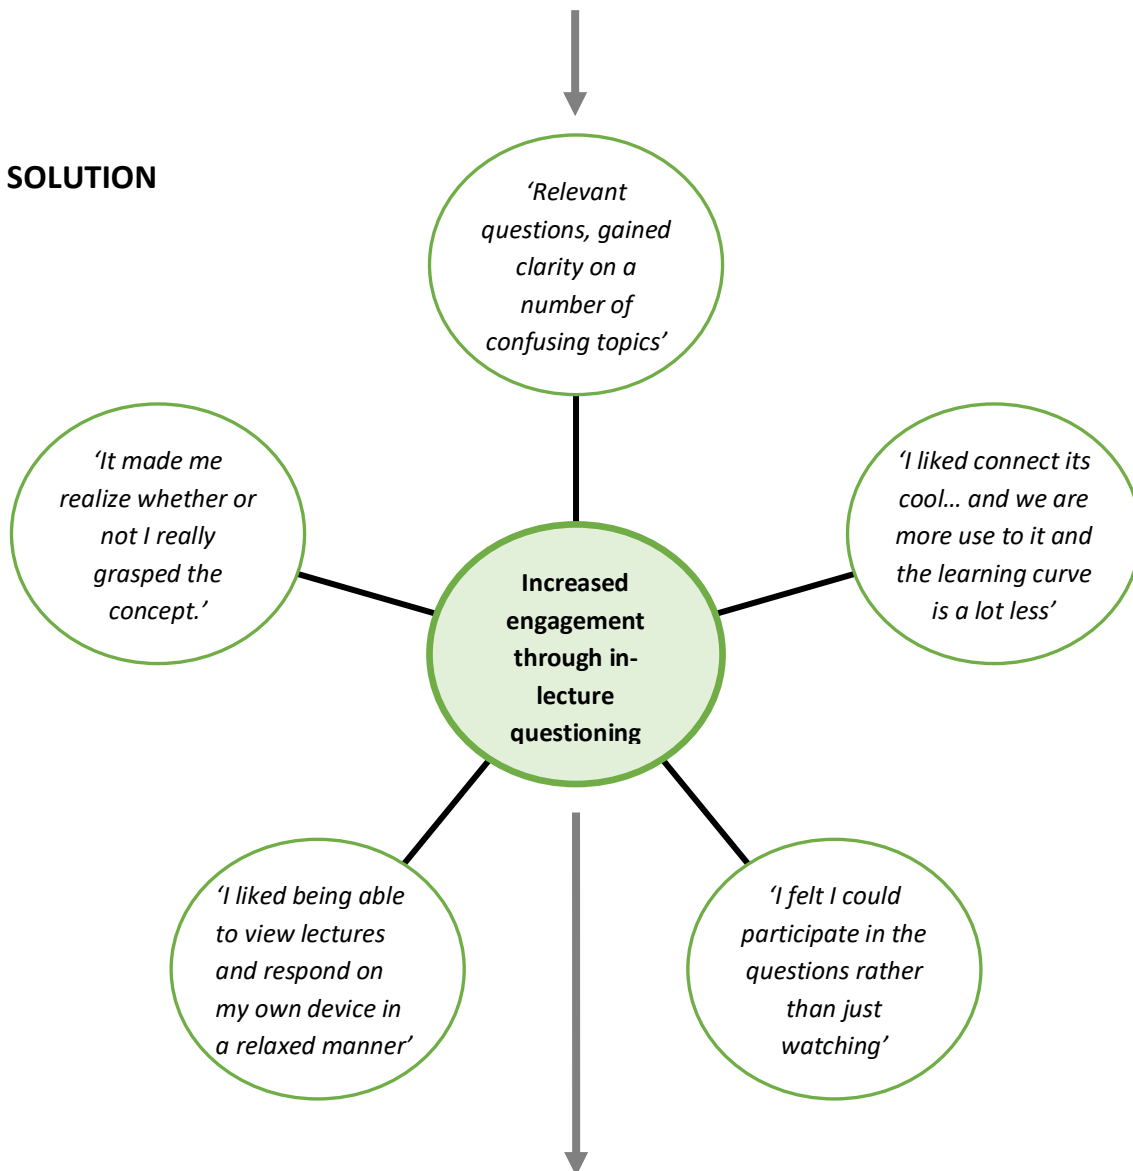 SOLUTION
‘Relevant
questions, gained
clarity on a
number of
confusing topics’
‘It made me
realize whether or
not I really
grasped the
concept.’
‘I liked connect its
cool… and we are
more use to it and
the learning curve
is a lot less’
Increased
engagement
through in-
lecture
questioning
‘I liked being able
to view lectures
and respond on
my own device in
a relaxed manner’
‘I felt I could
participate in the
questions rather
than just
watching’